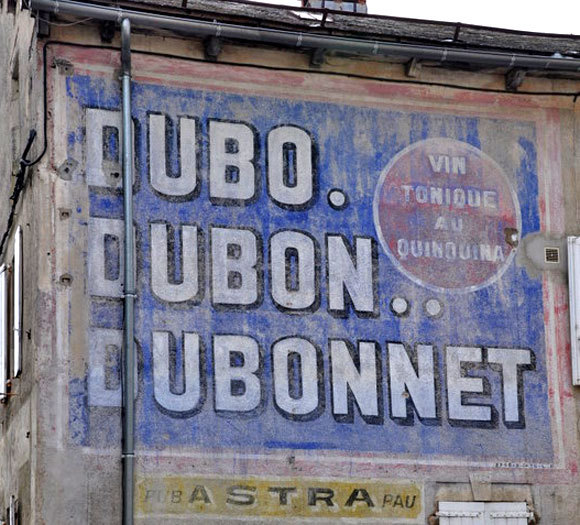 DUBO.
DUBON..
DUBONNET
VIN
TONIQUE
AU
QUINQUINA
PUB ASTRA PAU